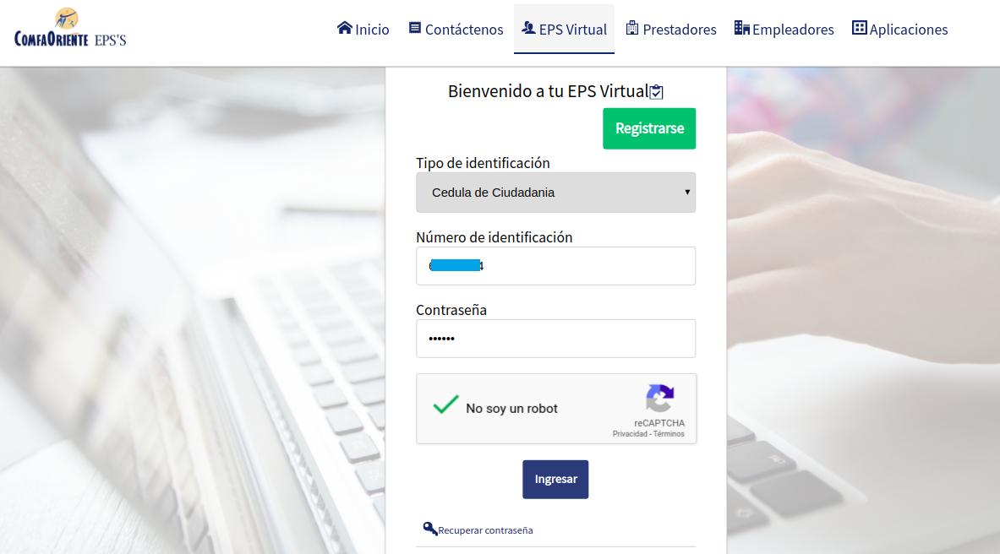 COMFAORIENTE EPS'S
Inicio
Contáctenos
EPS Virtual
Prestadores
Empleadores
Aplicaciones
Bienvenido a tu EPS Virtual
Registrarse
Tipo de identificación
Cedula de Ciudadania
Número de identificación
4
Contraseña
••••••
No soy un robot
reCAPTCHA
Privacidad - Términos
Ingresar
Recuperar contraseña